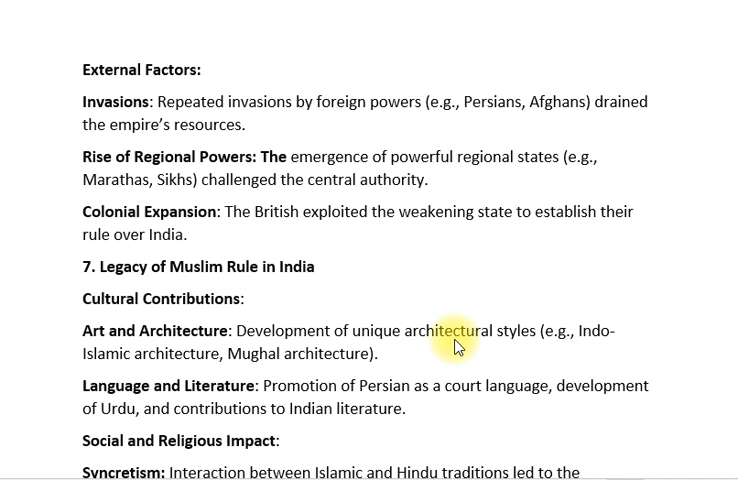 External Factors:
Invasions: Repeated invasions by foreign powers (e.g., Persians, Afghans) drained
the empire’s resources.
Rise of Regional Powers: The emergence of powerful regional states (e.g.,
Marathas, Sikhs) challenged the central authority.
Colonial Expansion: The British exploited the weakening state to establish their
rule over India.
7. Legacy of Muslim Rule in India
Cultural Contributions:
Art and Architecture: Development of unique architectural styles (e.g., Indo-
Islamic architecture, Mughal architecture).
Language and Literature: Promotion of Persian as a court language, development
of Urdu, and contributions to Indian literature.
Social and Religious Impact:
Syncretism: Interaction between Islamic and Hindu traditions led to the